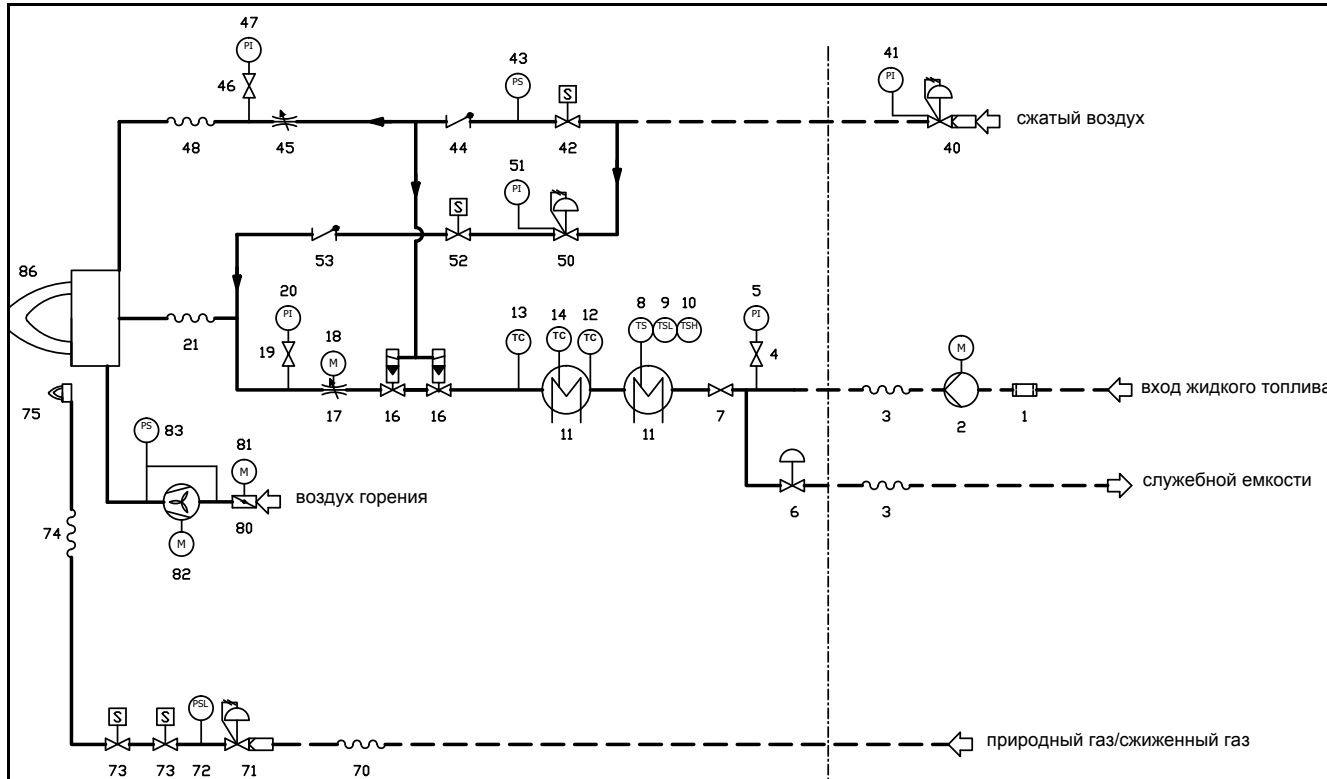 47
PI
46
43
PS
S
41
PI
сжатый воздух
48
45
44
42
40
51
PI
S
53
52
50
86
20
PI
13
14
12
8
9
10
5
18
M
TC
TC
TC
TS
TSL
TSH
PI
M
19
4
21
вход жидкого топлива
17
16
16
11
11
7
3
2
1
75
PS
83
81
M
воздух горения
служебной емкости
80
6
3
74
M
82
S
S
PSL
природный газ/сжиженный газ
73
73
72
71
70